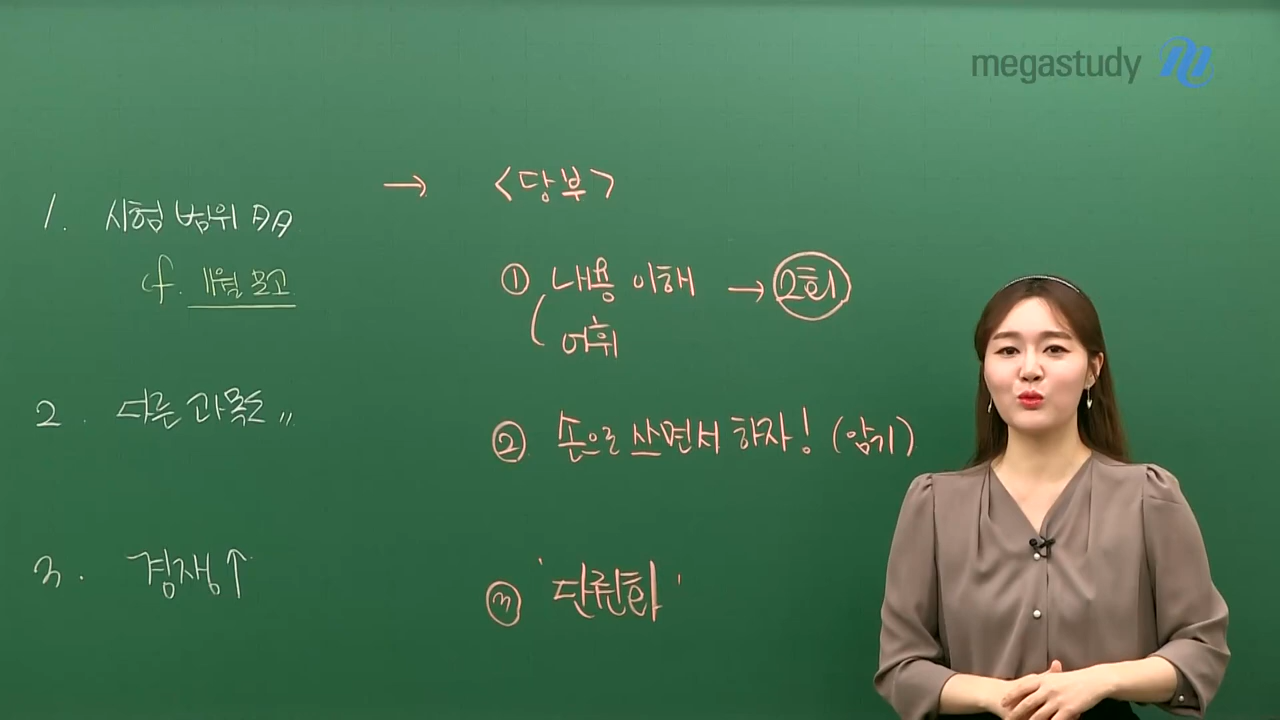 megastudy
1. 시험 범위
cf. 11월 모고
2. 다른 과목도 〃
3. 경쟁↑
→ <당부>
① 내용 이해 → 2회
어휘
② 손으로 쓰면서 하자! (암기)
③ '단권화'